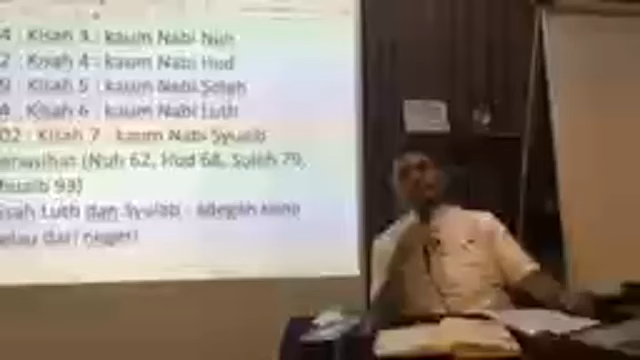 4 : Kisah 3 : kaum Nabi Nuh
2 : Kisah 4 : kaum Nabi Hud
9 : Kisah 5 : kaum Nabi Soleh
4 : Kisah 6 : kaum Nabi Luth
02 : Kisah 7 : kaum Nabi Syuaib
(Nuh 62, Hud 68, Soleh 79,
93)
Luth dan Syuaib :
dari negeri